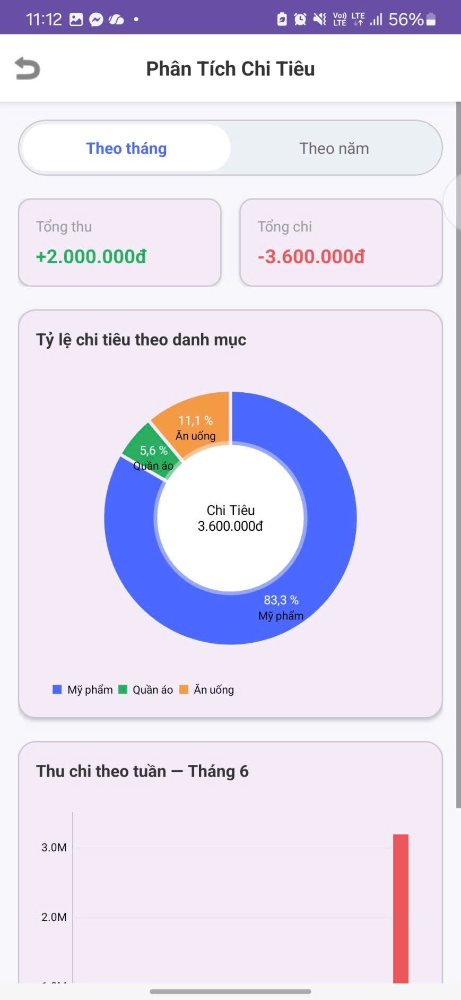 11:12 Vo)) LTE LTE 56%
Phân Tích Chi Tiêu
Theo tháng Theo năm
Tổng thu Tổng chi
+2.000.000đ -3.600.000đ
Tỷ lệ chi tiêu theo danh mục
11,1 %
Ăn uống
5,6 %
Quần áo
Chi Tiêu
3.600.000đ
83,3 %
Mỹ phẩm
Mỹ phẩm Quần áo Ăn uống
Thu chi theo tuần — Tháng 6
3.0M
2.0M